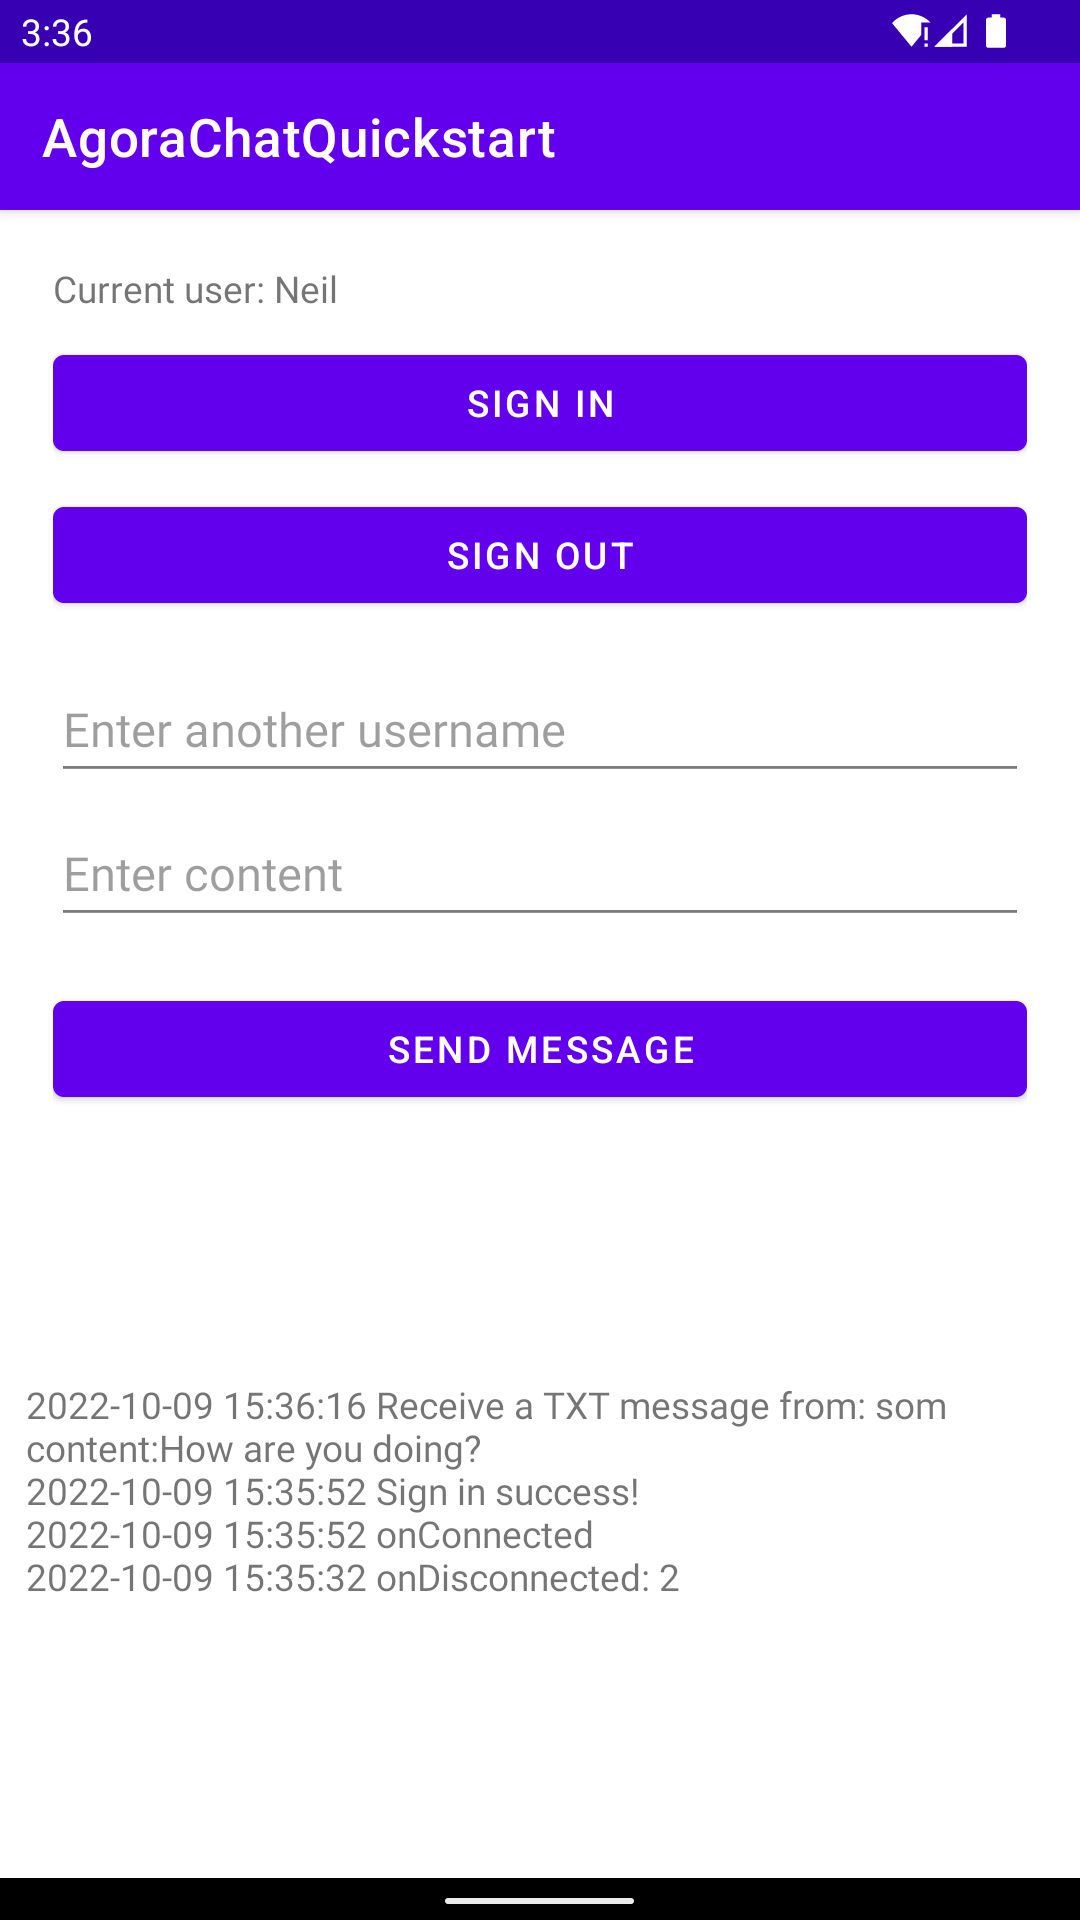 3:36
AgoraChatQuickstart
Current user: Neil
SIGN IN
SIGN OUT
Enter another username
Enter content
SEND MESSAGE
2022-10-09 15:36:16 Receive a TXT message from: som
content:How are you doing?
2022-10-09 15:35:52 Sign in success!
2022-10-09 15:35:52 onConnected
2022-10-09 15:35:32 onDisconnected: 2